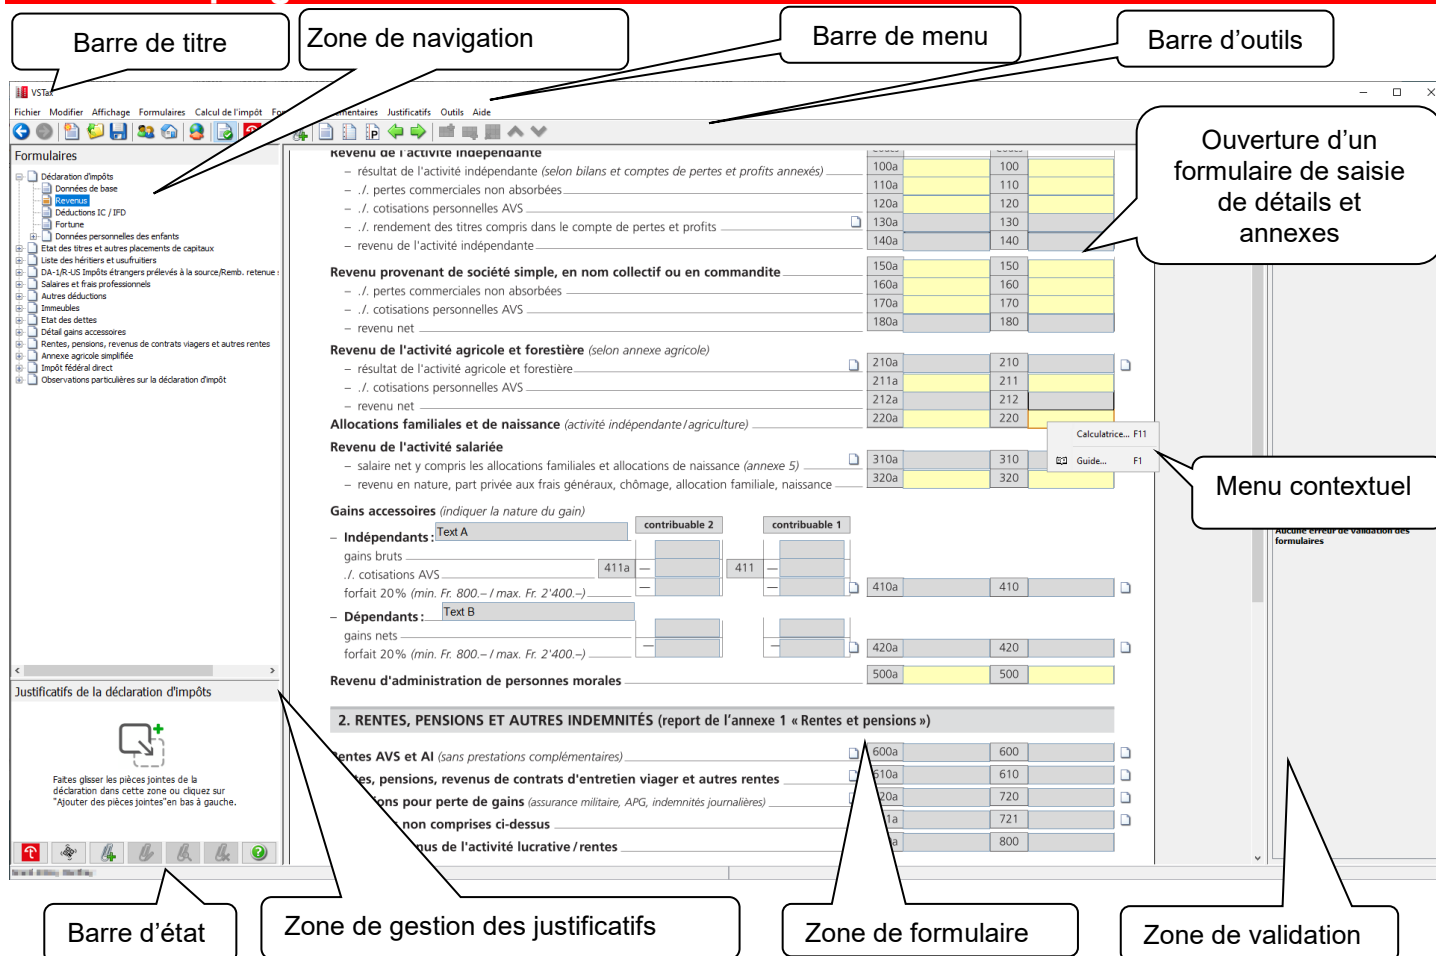 Barre de titre
Zone de navigation
Barre de menu
Barre d'outils
VSTax
Fichier Modifier Affichage Formulaires Calcul de l'impôt Justificatifs Outils Aide
Formulaires
Déclaration d'impôts
Données de base
Revenus
Déductions IC / IFD
Fortune
Données personnelles des enfants
Etat des titres et autres placements de capitaux
Liste des héritiers et usufruitiers
DA-1/R-US Impôts étrangers prélevés à la source/Remb. retenue
Salaires et frais professionnels
Autres déductions
Immeubles
Etat des dettes
Détail gains accessoires
Rentes, pensions, revenus de contrats viagers et autres rentes
Annexe agricole simplifiée
Impôt fédéral direct
Observations particulières sur la déclaration d'impôt
Justificatifs de la déclaration d'impôts
Faites glisser les pièces jointes de la
déclaration dans cette zone ou cliquez sur
"Ajouter des pièces jointes"en bas à gauche.
Revenu de l'activité indépendante
– résultat de l'activité indépendante (selon bilans et comptes de pertes et profits annexés) 100a 100
– ./. pertes commerciales non absorbées 110a 110
– ./. cotisations personnelles AVS 120a 120
– ./. rendement des titres compris dans le compte de pertes et profits 130a 130
– revenu de l'activité indépendante 140a 140
Revenu provenant de société simple, en nom collectif ou en commandite 150a 150
– ./. pertes commerciales non absorbées 160a 160
– ./. cotisations personnelles AVS 170a 170
– revenu net 180a 180
Revenu de l'activité agricole et forestière (selon annexe agricole)
– résultat de l'activité agricole et forestière 210a 210
– ./. cotisations personnelles AVS 211a 211
– revenu net 212a 212
Allocations familiales et de naissance (activité indépendante/agriculture) 220a 220
Revenu de l'activité salariée
– salaire net y compris les allocations familiales et allocations de naissance (annexe 5) 310a 310
– revenu en nature, part privée aux frais généraux, chômage, allocation familiale, naissance 320a 320
Gains accessoires (indiquer la nature du gain)
contribuable 2 contribuable 1
– Indépendants: Text A
gains bruts
./. cotisations AVS 411a — 411 —
forfait 20% (min. Fr. 800.– / max. Fr. 2'400.–) — — 410a 410
– Dépendants: Text B
gains nets
forfait 20% (min. Fr. 800.– / max. Fr. 2'400.–) — — 420a 420
Revenu d'administration de personnes morales 500a 500
2. RENTES, PENSIONS ET AUTRES INDEMNITÉS (report de l'annexe 1 « Rentes et pensions »)
Rentes AVS et AI (sans prestations complémentaires) 600a 600
pensions, revenus de contrats d'entretien viager et autres rentes 610a 610
pour perte de gains (assurance militaire, APG, indemnités journalières) 720
non comprises ci-dessus 721
de l'activité lucrative / rentes 800
Ouverture d'un
formulaire de saisie
de détails et
annexes
Calculatrice... F11
Guide... F1
Menu contextuel
Aucune erreur de validation des
formulaires
Barre d'état
Zone de gestion des justificatifs
Zone de formulaire
Zone de validation